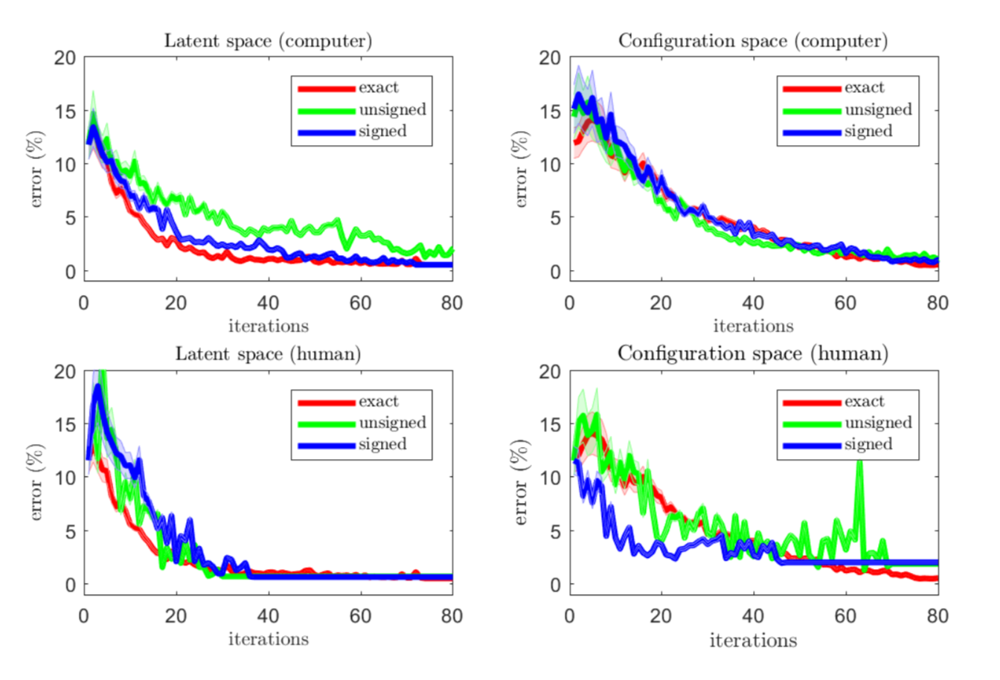 Latent space (computer)
20
15
10
5
0
error (%)
exact
unsigned
signed
0 20 40 60 80
iterations
Configuration space (computer)
20
15
10
5
0
error (%)
exact
unsigned
signed
0 20 40 60 80
iterations
Latent space (human)
20
15
10
5
0
error (%)
exact
unsigned
signed
0 20 40 60 80
iterations
Configuration space (human)
20
15
10
5
0
error (%)
exact
unsigned
signed
0 20 40 60 80
iterations